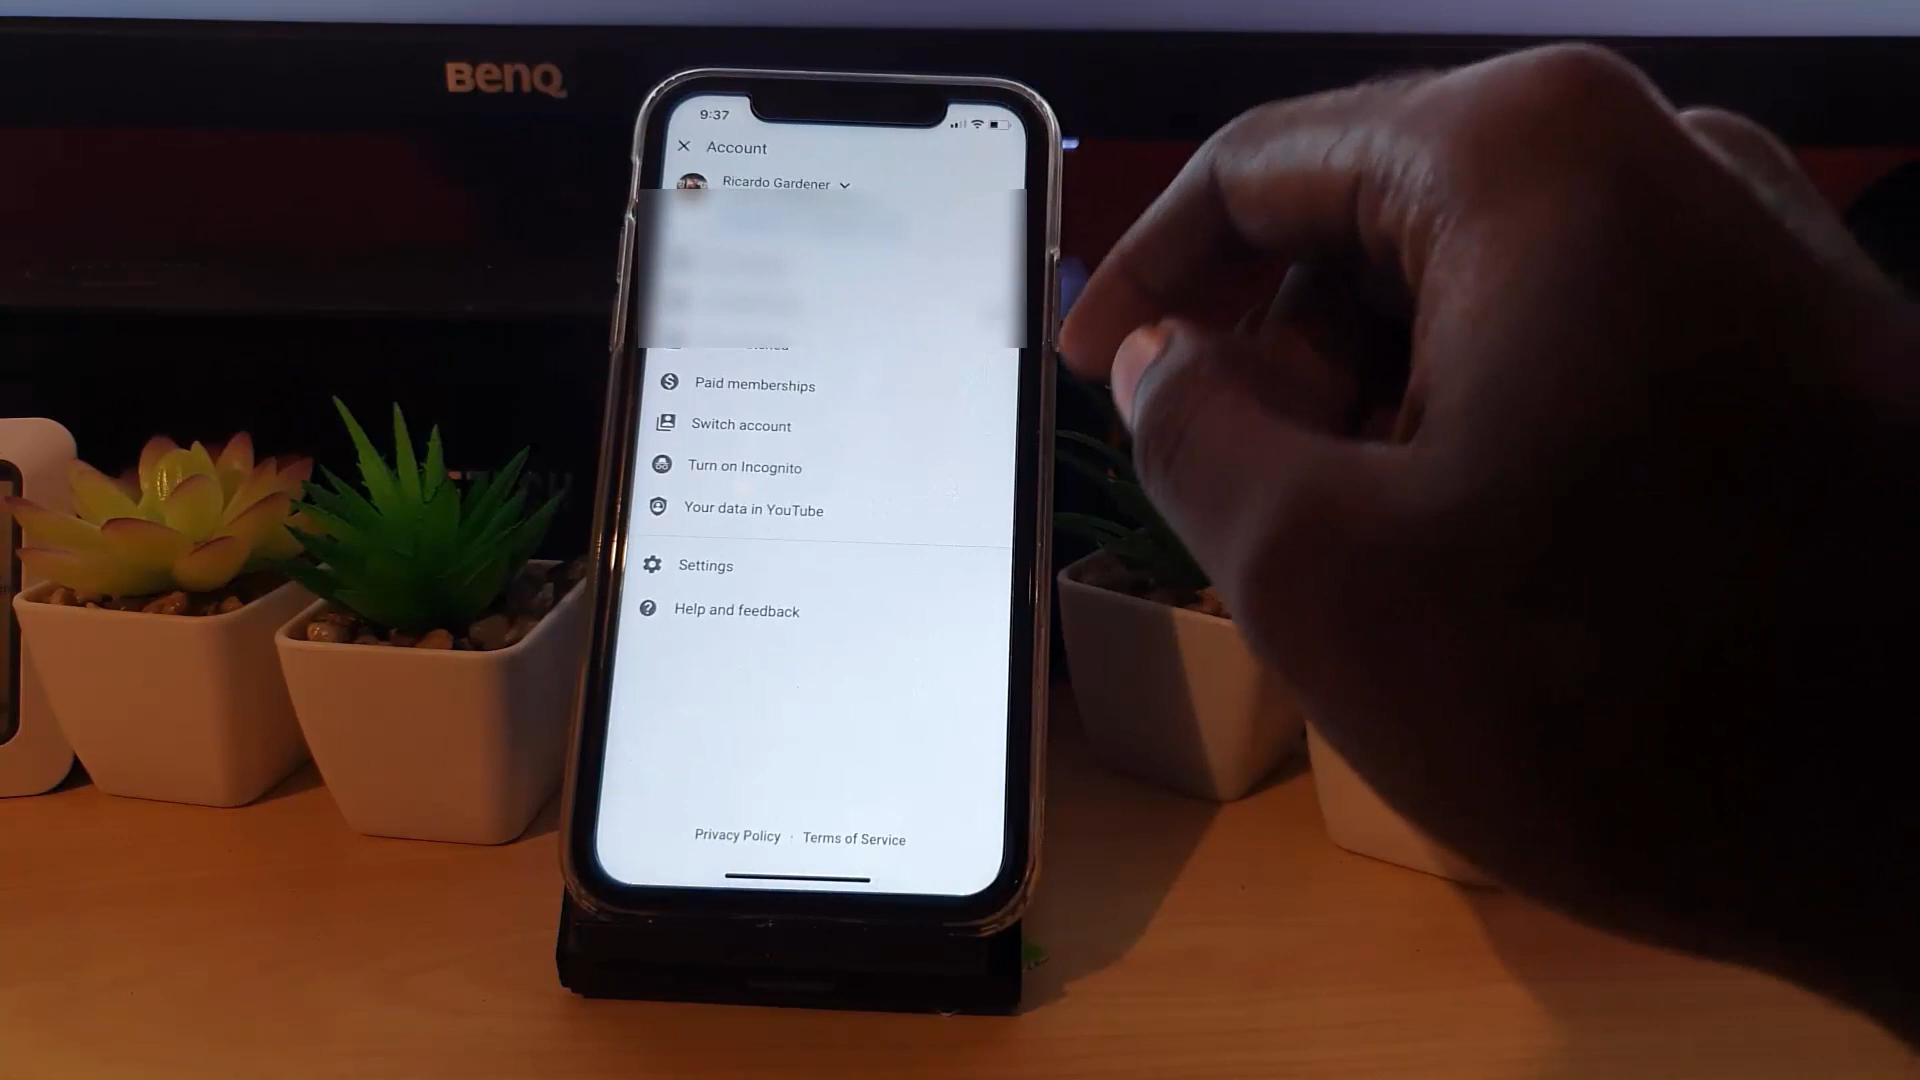 BenQ
9:37
Account
Ricardo Gardener
Paid memberships
Switch account
Turn on Incognito
Your data in YouTube
Settings
Help and feedback
Privacy Policy · Terms of Service